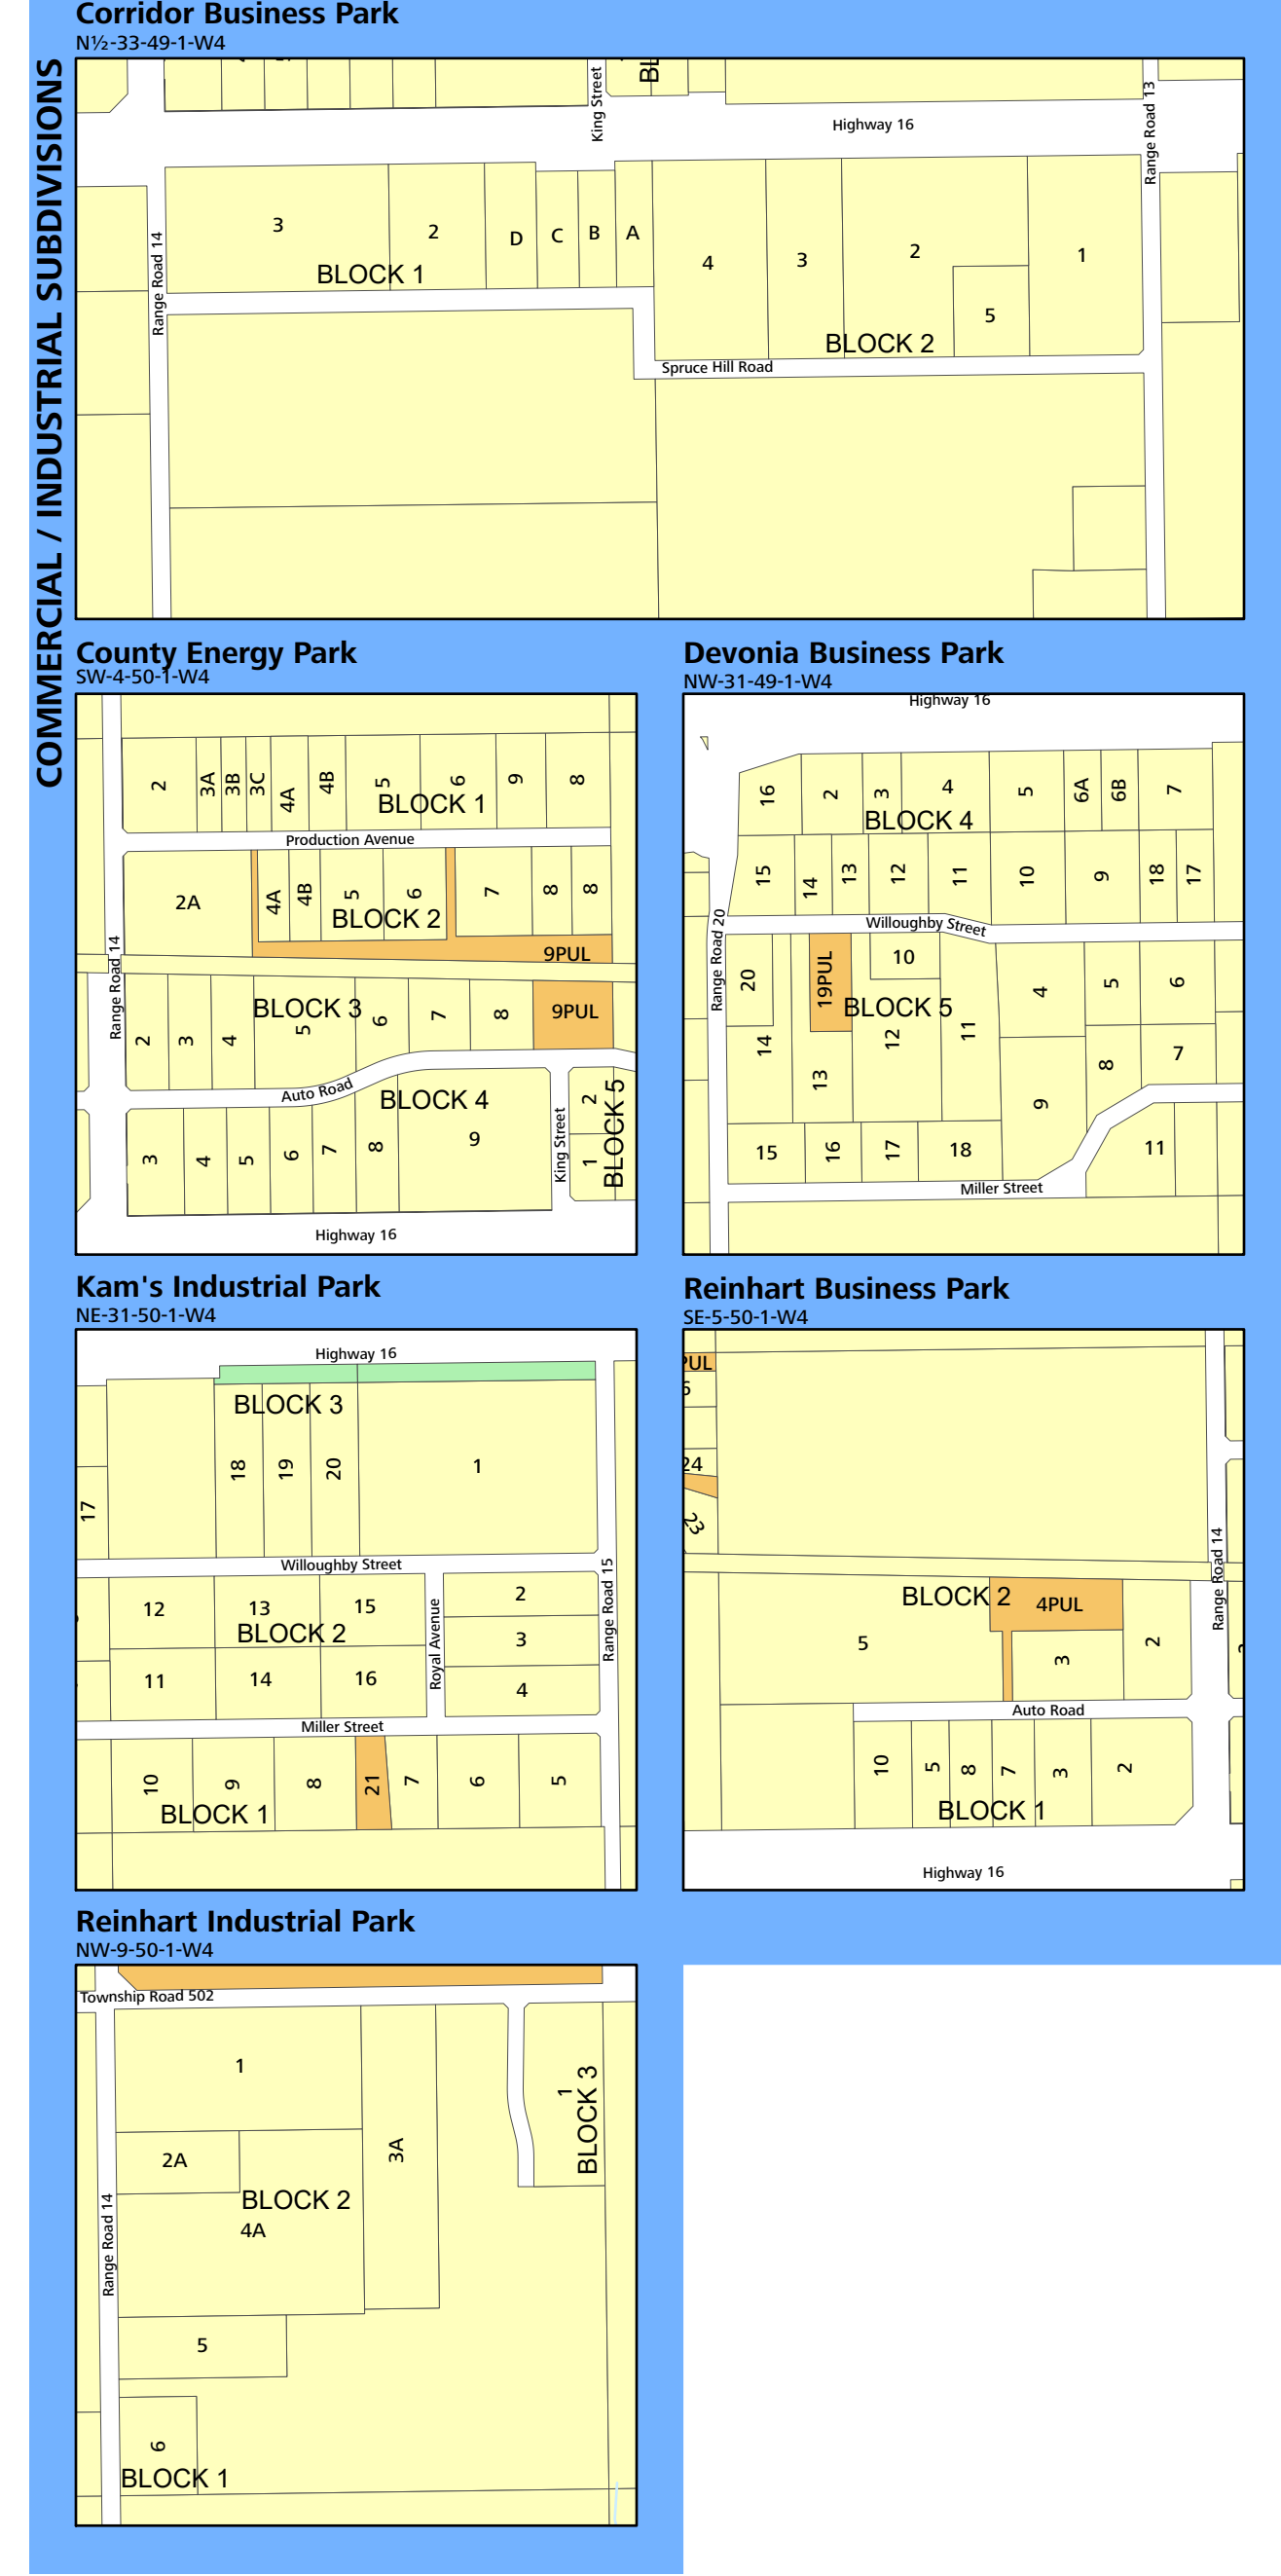 COMMERCIAL / INDUSTRIAL SUBDIVISIONS
Corridor Business Park
N½-33-49-1-W4
King Street
Highway 16
Range Road 13
Range Road 14
3
2
D
C
B
A
4
3
2
1
5
BLOCK 1
BLOCK 2
Spruce Hill Road
County Energy Park
SW-4-50-1-W4
2
3A
3B
3C
4A
4B
5
6
9
8
BLOCK 1
Production Avenue
2A
4A
4B
5
6
7
8
8
BLOCK 2
9PUL
Range Road 14
2
3
4
BLOCK 3
5
6
7
8
9PUL
Auto Road
BLOCK 4
3
4
5
6
7
8
9
King Street
2
1
BLOCK 5
Highway 16
Devonia Business Park
NW-31-49-1-W4
Highway 16
16
2
3
4
5
6A
6B
7
BLOCK 4
15
14
13
12
11
10
9
18
17
Willoughby Street
Range Road 20
20
19PUL
10
BLOCK 5
14
13
12
11
4
5
6
8
7
9
15
16
17
18
11
Miller Street
Kam's Industrial Park
NE-31-50-1-W4
Highway 16
BLOCK 3
17
18
19
20
1
Willoughby Street
Range Road 15
12
13
15
2
BLOCK 2
3
11
14
16
4
Royal Avenue
Miller Street
10
9
8
21
7
6
5
BLOCK 1
Reinhart Business Park
SE-5-50-1-W4
24
23
Range Road 14
BLOCK 2
4PUL
5
3
2
Auto Road
10
5
8
7
3
2
BLOCK 1
Highway 16
Reinhart Industrial Park
NW-9-50-1-W4
Township Road 502
1
2A
3A
1
BLOCK 3
BLOCK 2
4A
Range Road 14
5
6
BLOCK 1